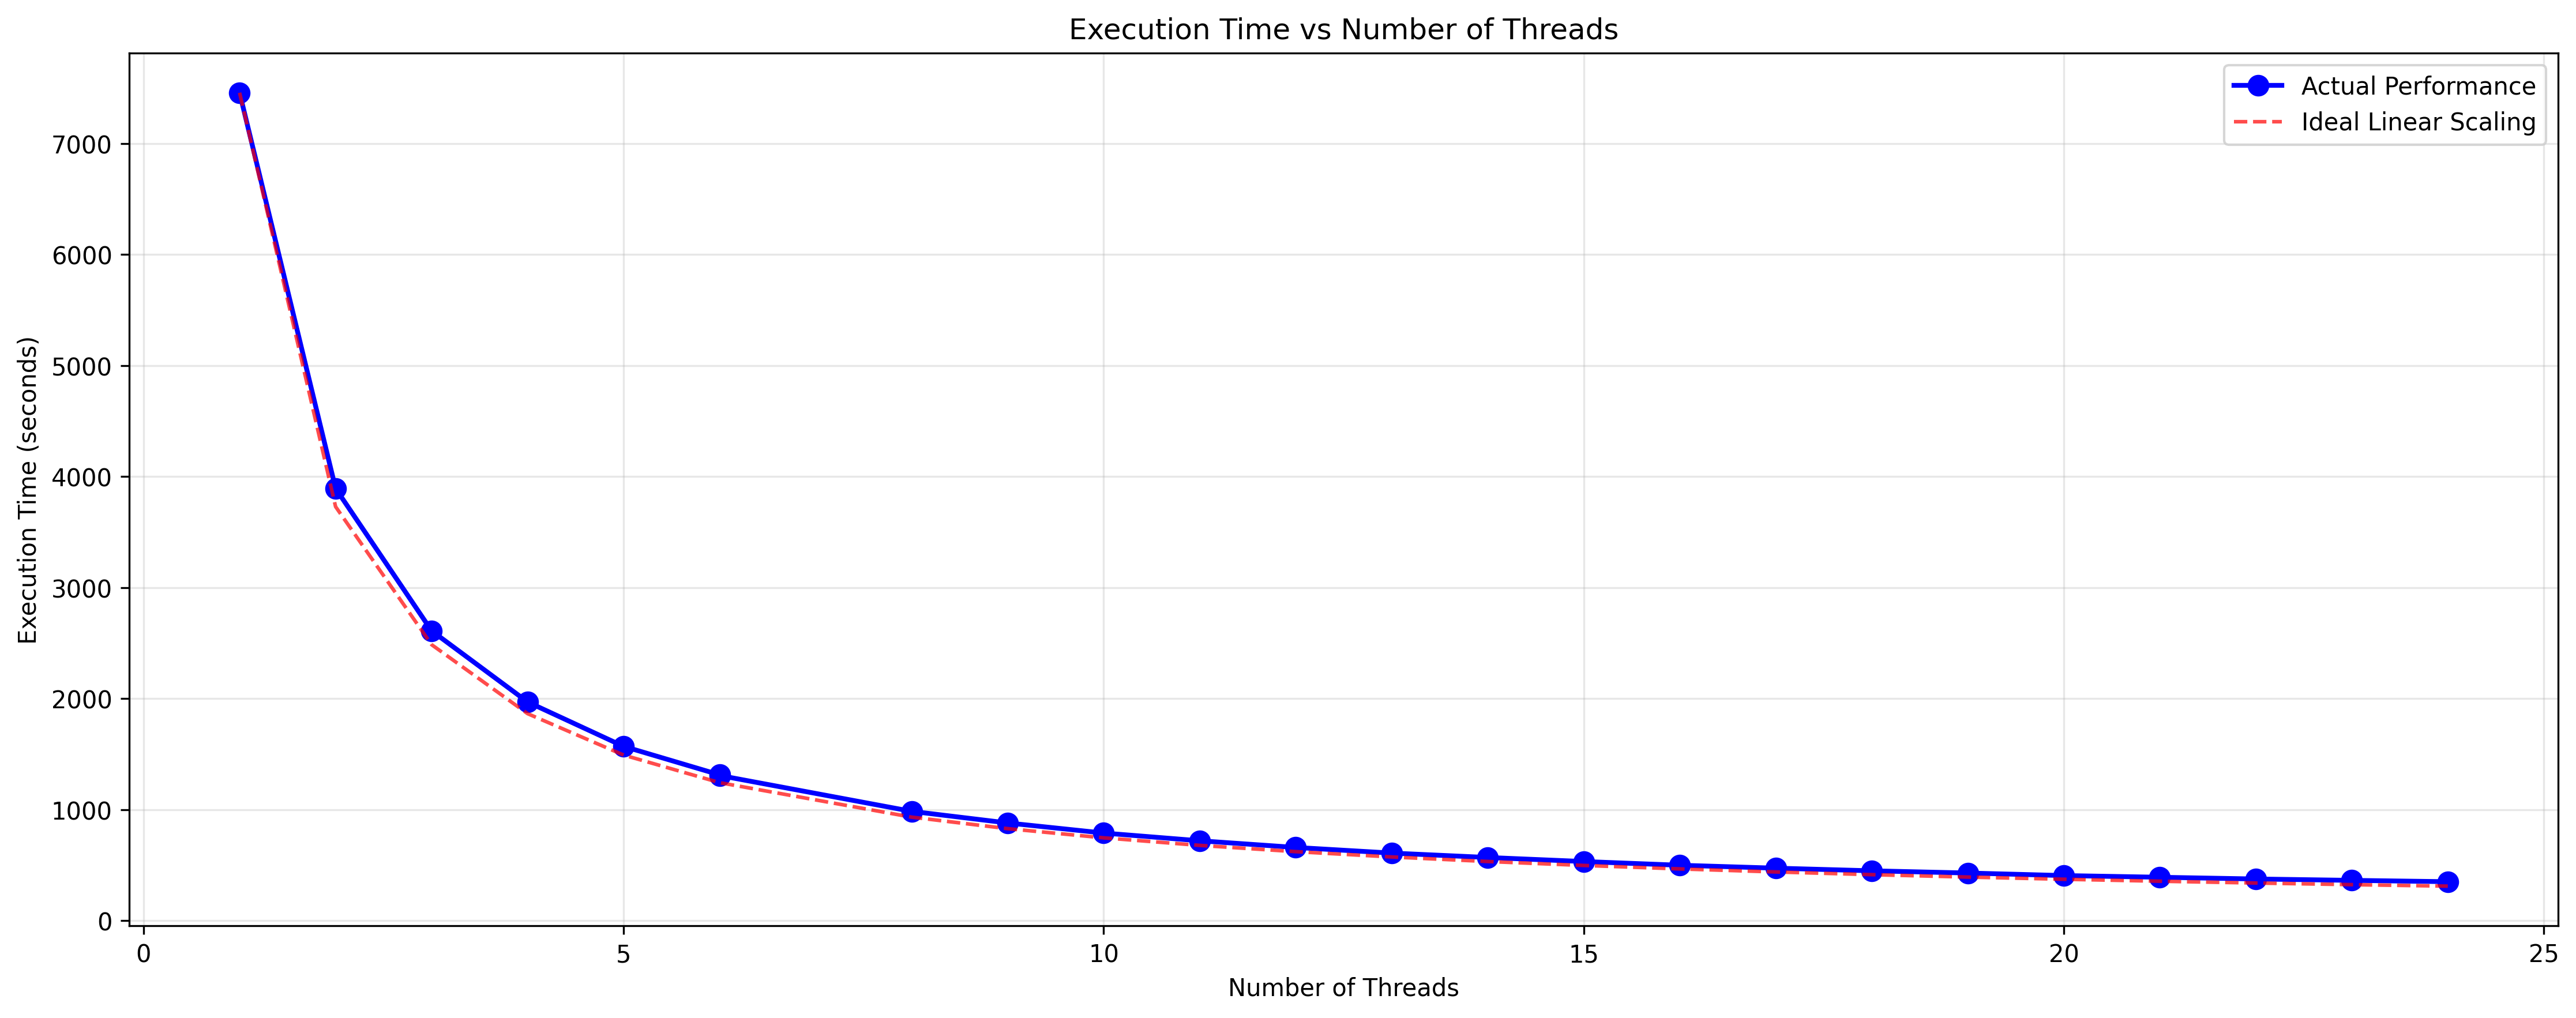 Execution Time vs Number of Threads
Actual Performance
Ideal Linear Scaling
Execution Time (seconds)
7000
6000
5000
4000
3000
2000
1000
0
0 5 10 15 20 25
Number of Threads